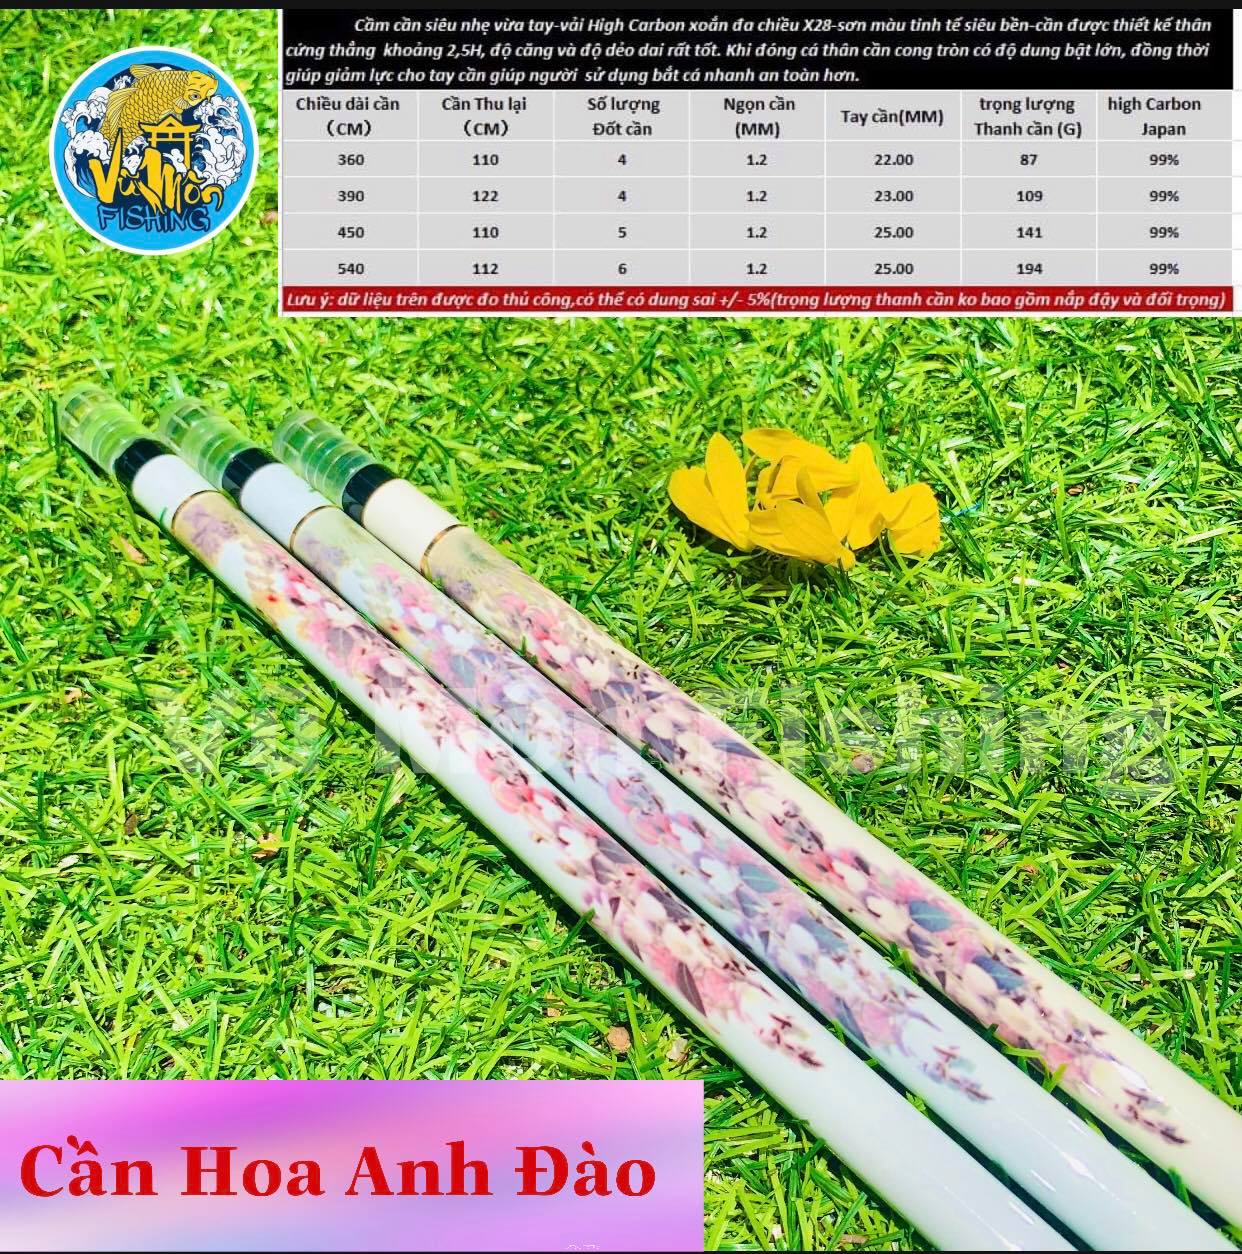 Cầm cần siêu nhẹ vừa tay-vải High Carbon xoắn đa chiều X28-sơn màu tinh tế siêu bền-cần được thiết kế thân
cứng thẳng khoảng 2,5H, độ căng và độ dẻo dai rất tốt. Khi đóng cá thân cần cong tròn có độ dung bật lớn, đồng thời
giúp giảm lực cho tay cần giúp người sử dụng bắt cá nhanh an toàn hơn.
Chiều dài cần (CM) Cần Thu lại (CM) Số lượng Đốt cần Ngọn cần (MM) Tay cần(MM) trọng lượng Thanh cần (G) high Carbon Japan
360 110 4 1.2 22.00 87 99%
390 122 4 1.2 23.00 109 99%
450 110 5 1.2 25.00 141 99%
540 112 6 1.2 25.00 194 99%
Lưu ý: dữ liệu trên được đo thủ công,có thể có dung sai +/- 5%(trọng lượng thanh cần ko bao gồm nắp đậy và đối trọng)
Vũ Môn
FISHING
Vũ Môn Fishing
Cần Hoa Anh Đào